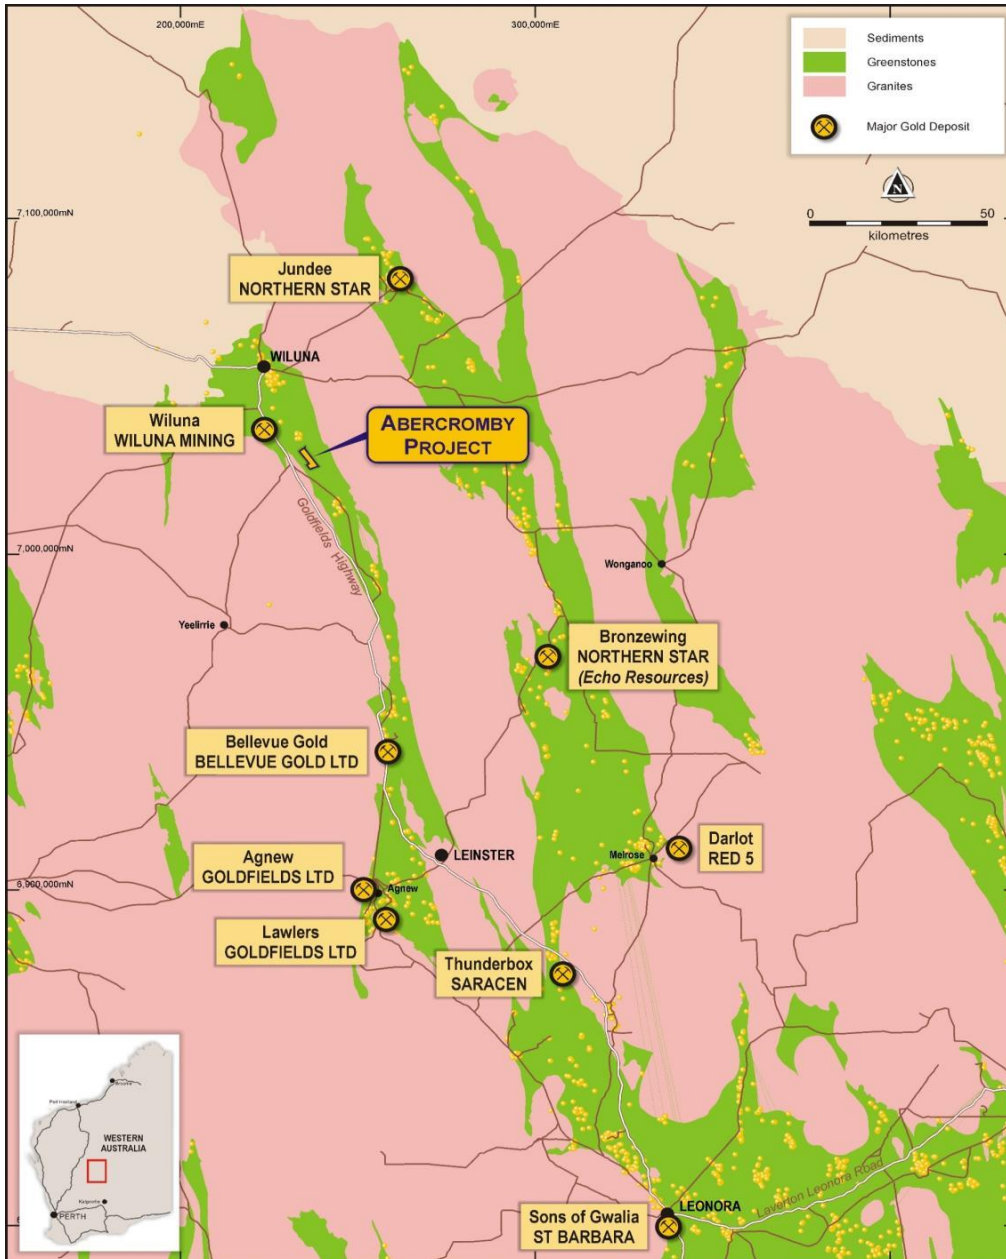 200,000mE
300,000mE
Sediments
Greenstones
Granites
Major Gold Deposit
N
0 50
kilometres
7,100,000mN
Jundee
NORTHERN STAR
WILUNA
Wiluna
WILUNA MINING
ABERCROMBY
PROJECT
Goldfields Highway
7,000,000mN
Wonganoo
Yeelirrie
Bronzewing
NORTHERN STAR
(Echo Resources)
Bellevue Gold
BELLEVUE GOLD LTD
Darlot
RED 5
Melrose
LEINSTER
Agnew
GOLDFIELDS LTD
6,900,000mN
Agnew
Lawlers
GOLDFIELDS LTD
Thunderbox
SARACEN
WESTERN
AUSTRALIA
PERTH
Laverton Leonora Road
LEONORA
Sons of Gwalia
ST BARBARA